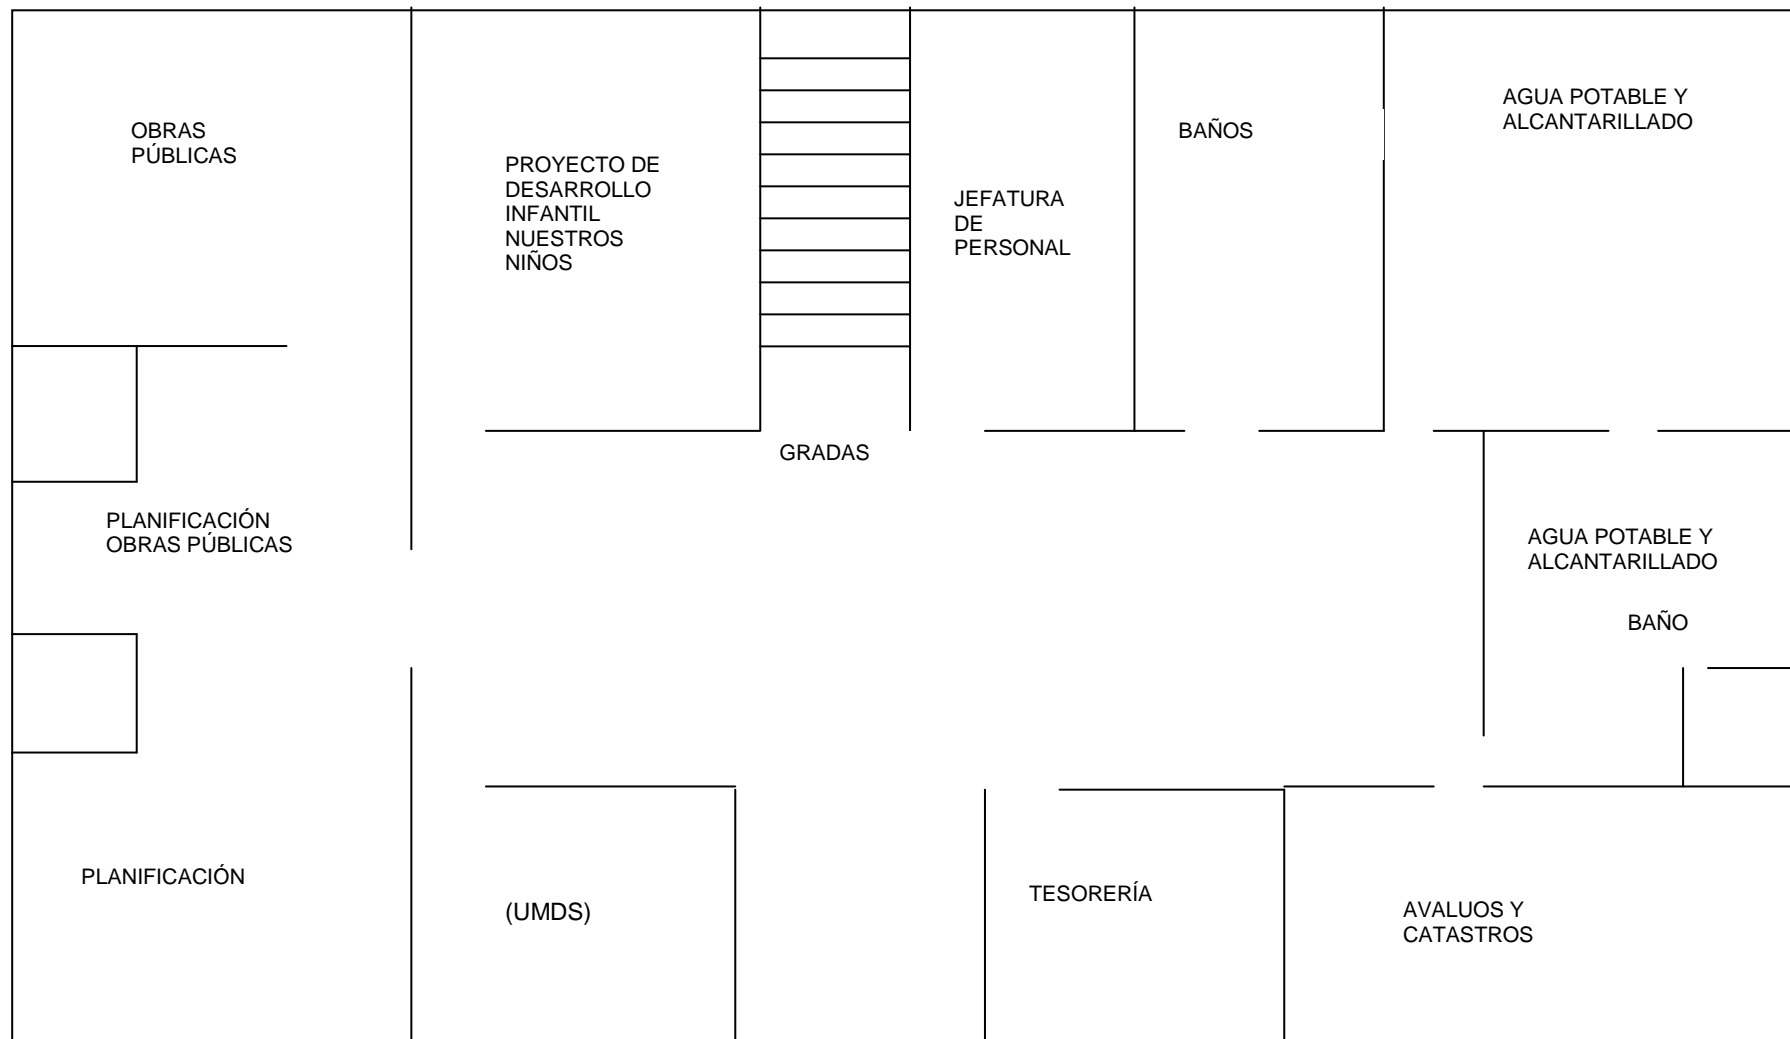 OBRAS
PÚBLICAS
PROYECTO DE
DESARROLLO
INFANTIL
NUESTROS
NIÑOS
JEFATURA
DE
PERSONAL
BAÑOS
AGUA POTABLE Y
ALCANTARILLADO
GRADAS
PLANIFICACIÓN
OBRAS PÚBLICAS
AGUA POTABLE Y
ALCANTARILLADO
BAÑO
PLANIFICACIÓN
(UMDS)
TESORERÍA
AVALUOS Y
CATASTROS